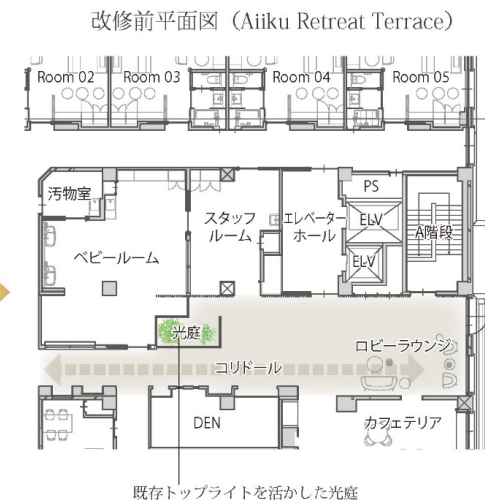 改修前平面図（Aiiku Retreat Terrace）
Room 02
Room 03
Room 04
Room 05
汚物室
ベビールーム
スタッフ
ルーム
エレベーター
ホール
PS
ELV
ELV
A階段
光庭
ロビーラウンジ
コリドール
DEN
カフェテリア
既存トップライトを活かした光庭